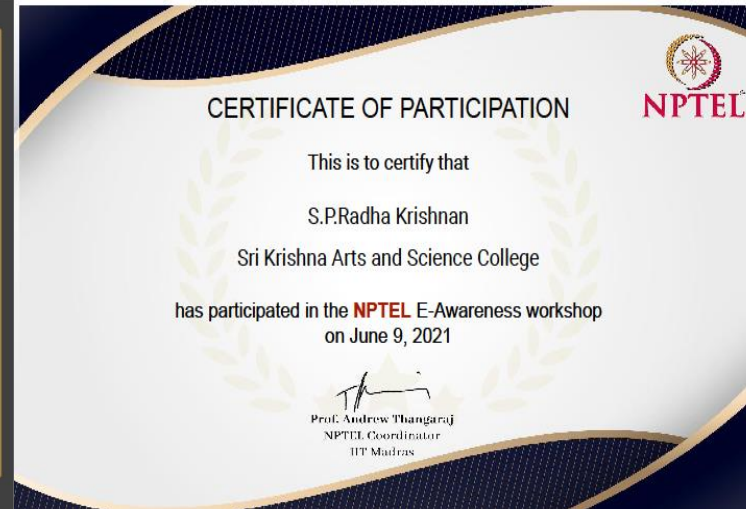 NPTEL
CERTIFICATE OF PARTICIPATION
This is to certify that
S.P.Radha Krishnan
Sri Krishna Arts and Science College
has participated in the NPTEL E-Awareness workshop
on June 9, 2021
Prof. Andrew Thangaraj
NPTEL Coordinator
IIT Madras